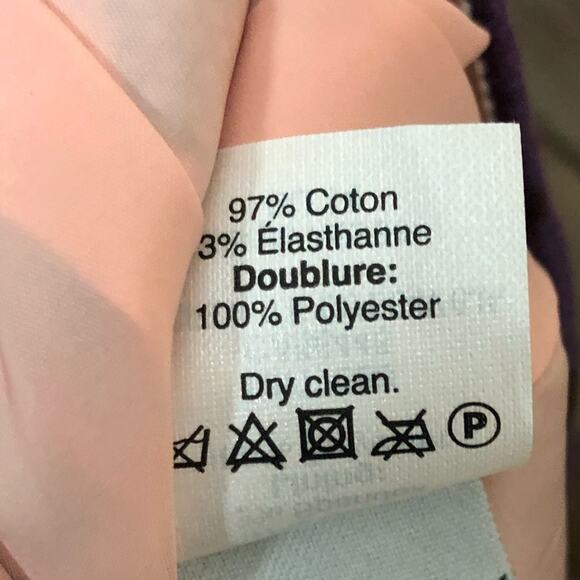 97% Coton
3% Élasthanne
Doublure:
100% Polyester
Dry clean.
P